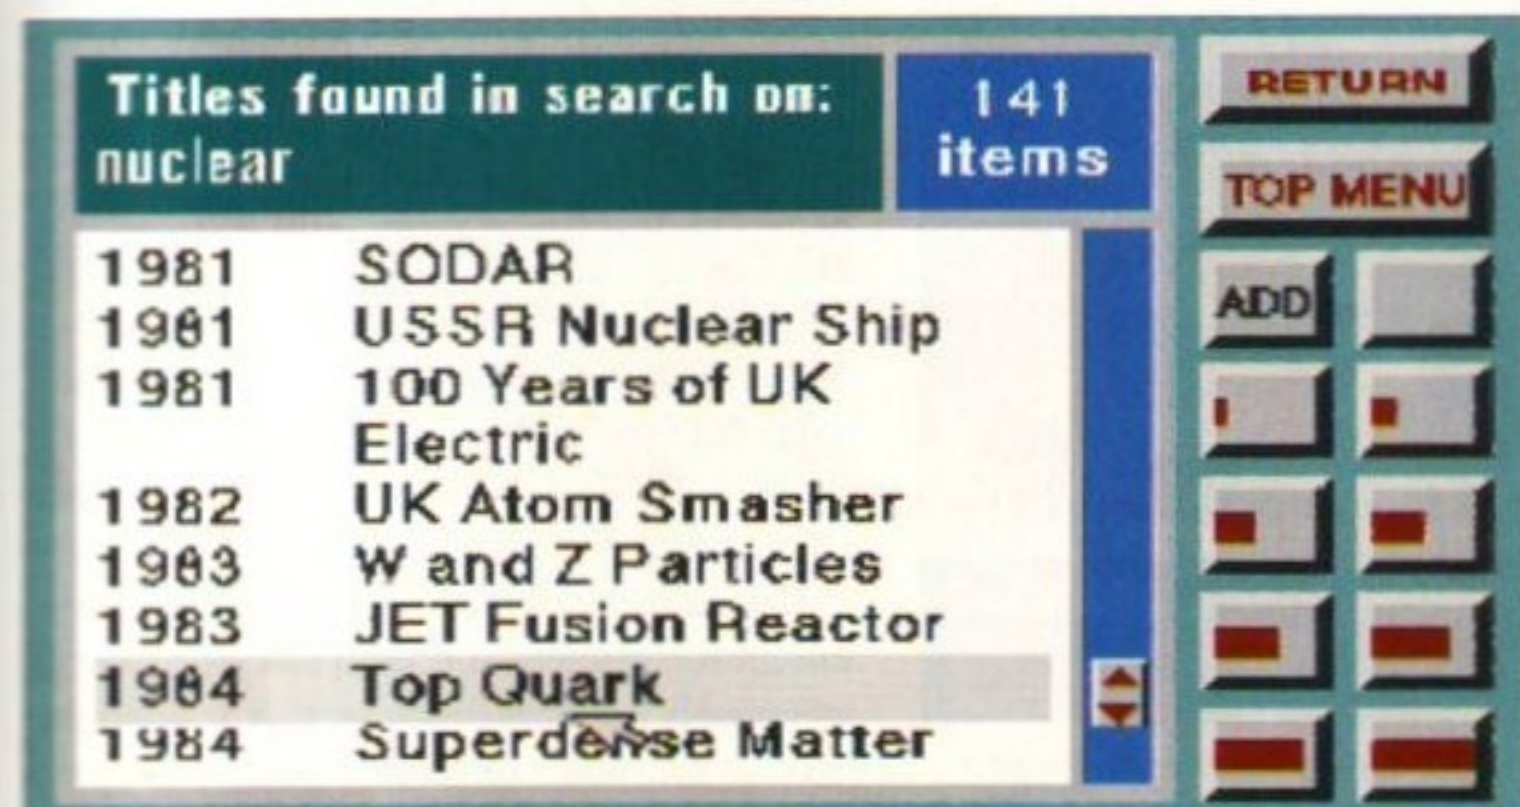 Titles found in search on:
nuclear
141
items
RETURN
TOP MENU
ADD
1981 SODAR
1981 USSR Nuclear Ship
1981 100 Years of UK
Electric
1982 UK Atom Smasher
1983 W and Z Particles
1983 JET Fusion Reactor
1984 Top Quark
1984 Superdense Matter